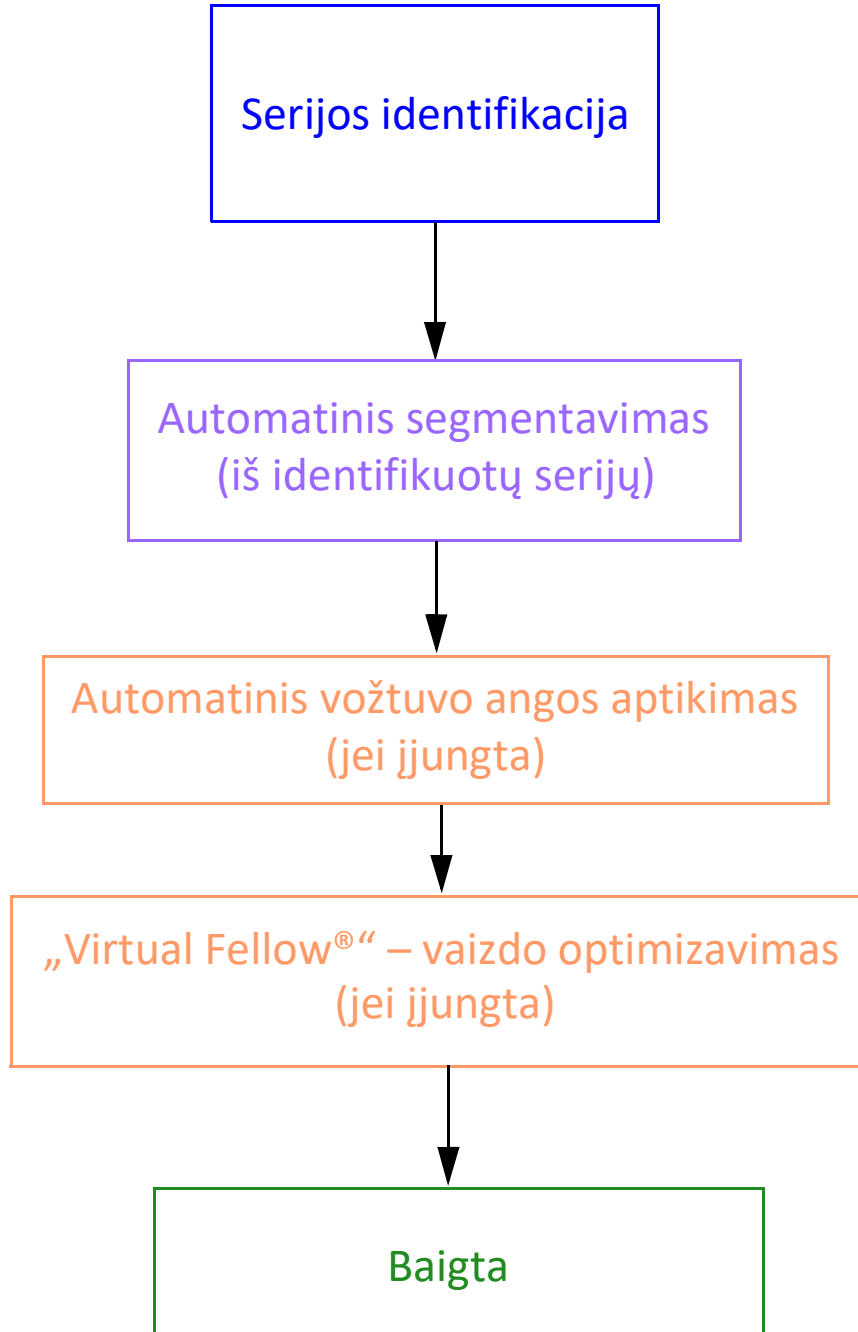 Serijos identifikacija
Automatinis segmentavimas
(iš identifikuotų serijų)
Automatinis vožtuvo angos aptikimas
(jei įjungta)
„Virtual Fellow®“ – vaizdo optimizavimas
(jei įjungta)
Baigta